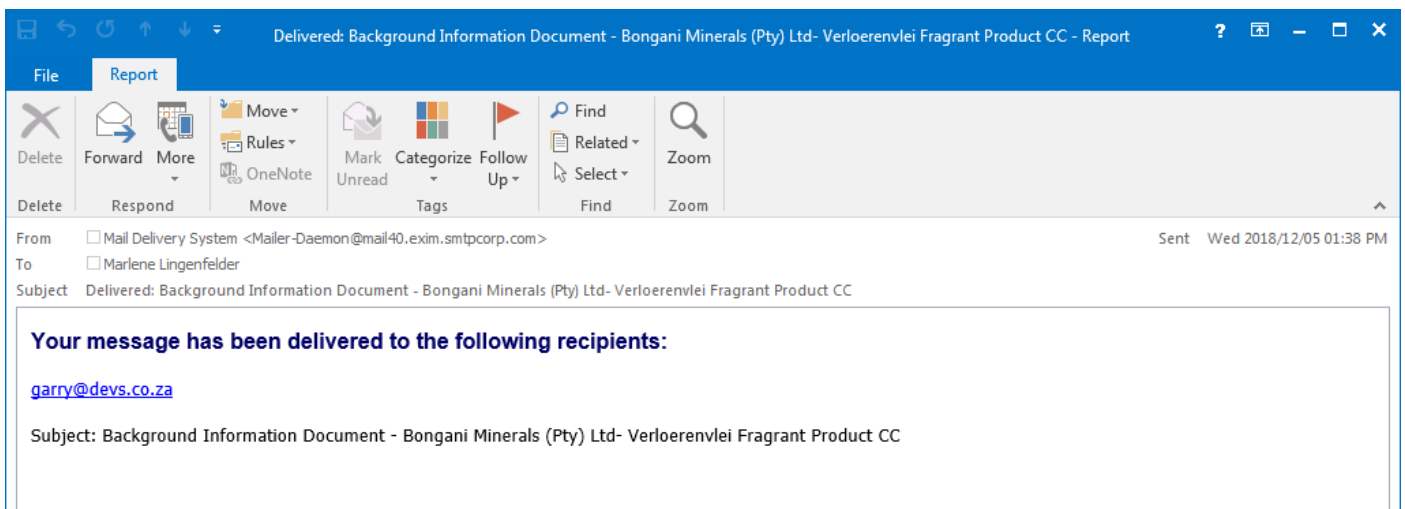 Delivered: Background Information Document - Bongani Minerals (Pty) Ltd- Verloerenvlei Fragrant Product CC - Report
?
File Report
Delete
Forward
More
Move
Rules
OneNote
Mark Unread
Categorize
Follow Up
Find
Related
Select
Zoom
Delete Respond Move Tags Find Zoom
From Mail Delivery System <Mailer-Daemon@mail40.exim.smtpcorp.com> Sent Wed 2018/12/05 01:38 PM
To Marlene Lingenfelder
Subject Delivered: Background Information Document - Bongani Minerals (Pty) Ltd- Verloerenvlei Fragrant Product CC
Your message has been delivered to the following recipients:
garry@devs.co.za
Subject: Background Information Document - Bongani Minerals (Pty) Ltd- Verloerenvlei Fragrant Product CC